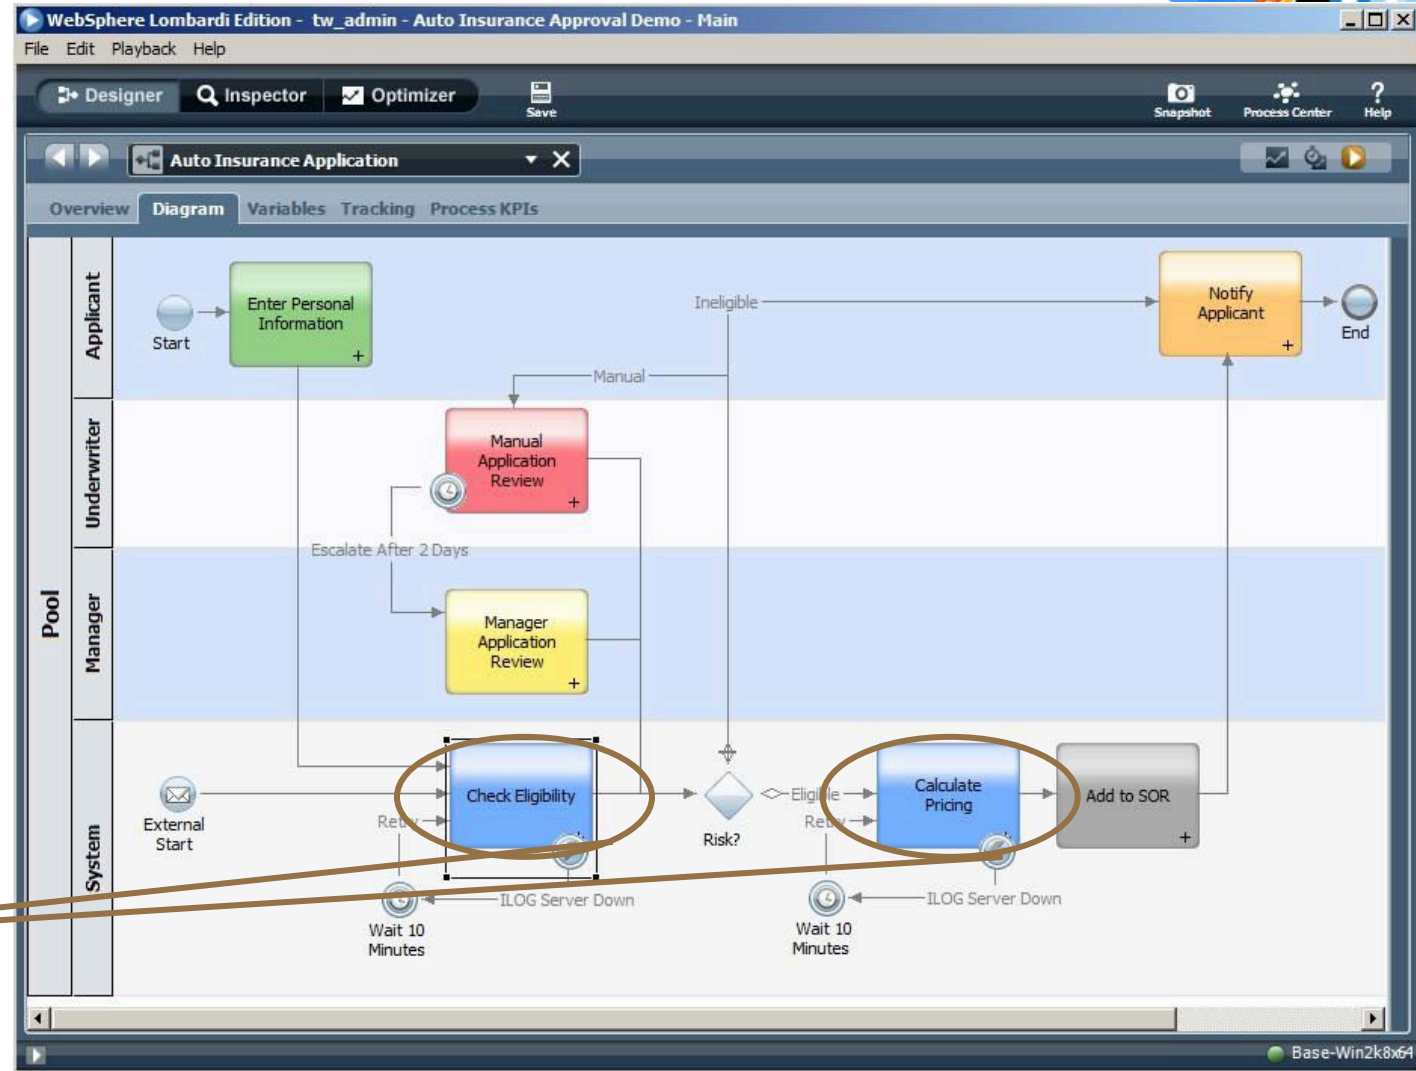 WebSphere Lombardi Edition - tw_admin - Auto Insurance Approval Demo - Main
File Edit Playback Help
Designer Inspector Optimizer Save Snapshot Process Center Help
Auto Insurance Application
Overview Diagram Variables Tracking Process KPIs
Pool
Applicant
Start
Enter Personal
Information
Ineligible
Notify
Applicant
End
Manual
Underwriter
Manual
Application
Review
Escalate After 2 Days
Manager
Manager
Application
Review
System
External
Start
Check Eligibility
Retry
ILOG Server Down
Wait 10
Minutes
Risk?
Eligible
Retry
Calculate
Pricing
Add to SOR
ILOG Server Down
Wait 10
Minutes
Base-Win2k8x64